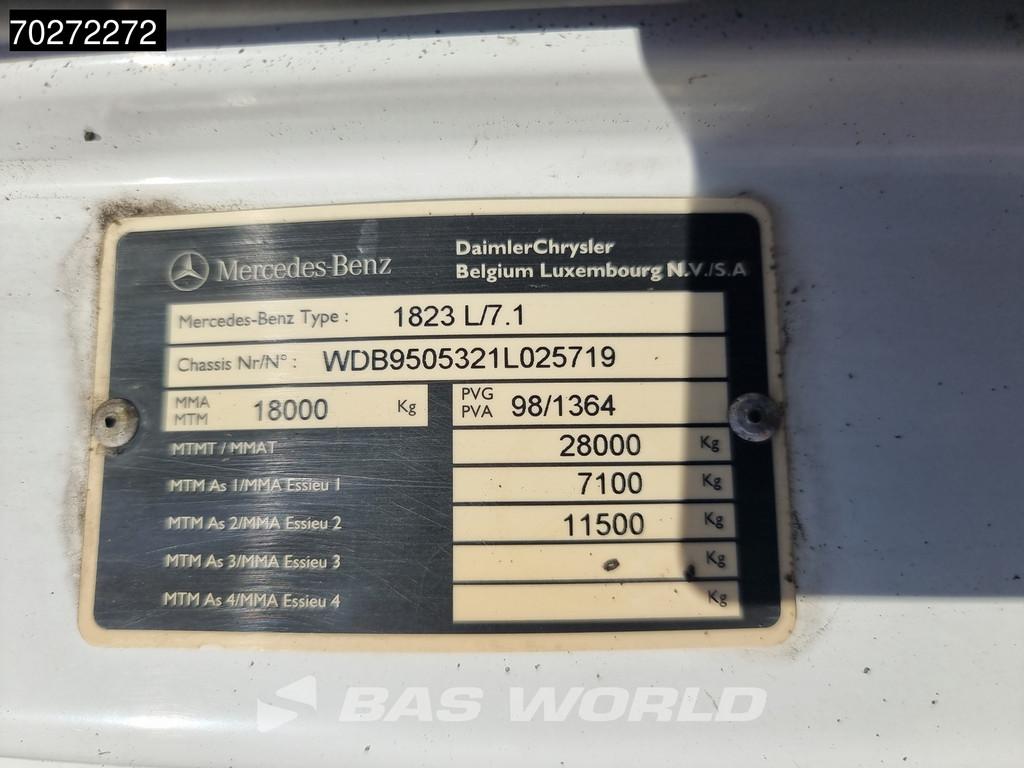 70272272
Mercedes-Benz
DaimlerChrysler
Belgium Luxembourg N.V./S.A
Mercedes-Benz Type : 1823 L/7.1
Chassis Nr/N° : WDB9505321L025719
MMA
MTM 18000 Kg
PVG
PVA 98/1364
MTMT / MMAT 28000 Kg
MTM As 1/MMA Essieu 1 7100 Kg
MTM As 2/MMA Essieu 2 11500 Kg
MTM As 3/MMA Essieu 3 Kg
MTM As 4/MMA Essieu 4 Kg
BAS WORLD